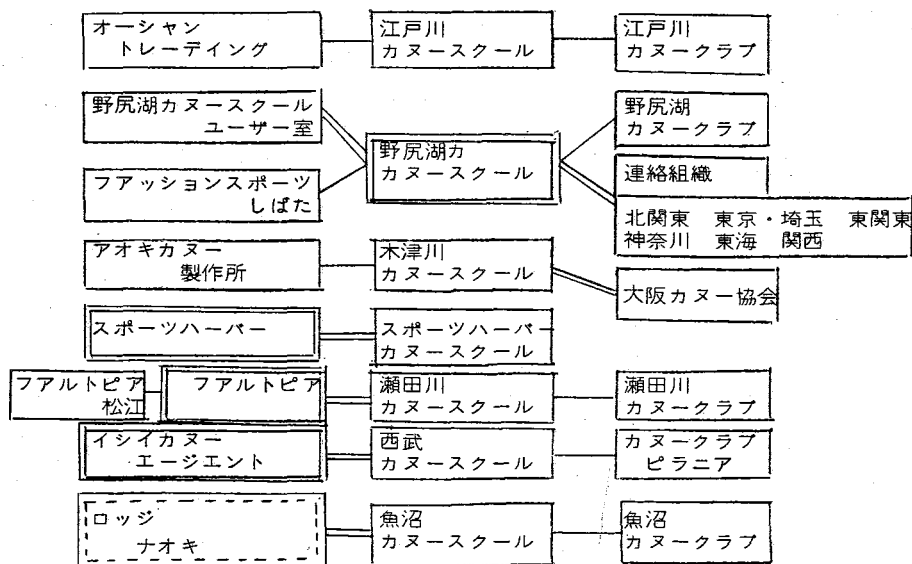 オーシャン
トレーデイング
江戸川
カヌースクール
江戸川
カヌークラブ
野尻湖カヌースクール
ユーザー室
フアッションスポーツ
しばた
野尻湖カ
カヌースクール
野尻湖
カヌークラブ
連絡組織
北関東 東京・埼玉 東関東
神奈川 東海 関西
アオキカヌー
製作所
木津川
カヌースクール
大阪カヌー協会
スポーツハーバー
スポーツハーバー
カヌースクール
フアルトピア
松江
フアルトピア
瀬田川
カヌースクール
瀬田川
カヌークラブ
イシイカヌー
エージエント
西武
カヌースクール
カヌークラブ
ピラニア
ロッジ
ナオキ
魚沼
カヌースクール
魚沼
カヌークラブ